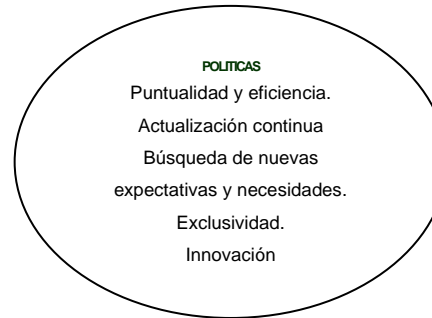 POLITICAS
Puntualidad y eficiencia.
Actualización continua
Búsqueda de nuevas
expectativas y necesidades.
Exclusividad.
Innovación